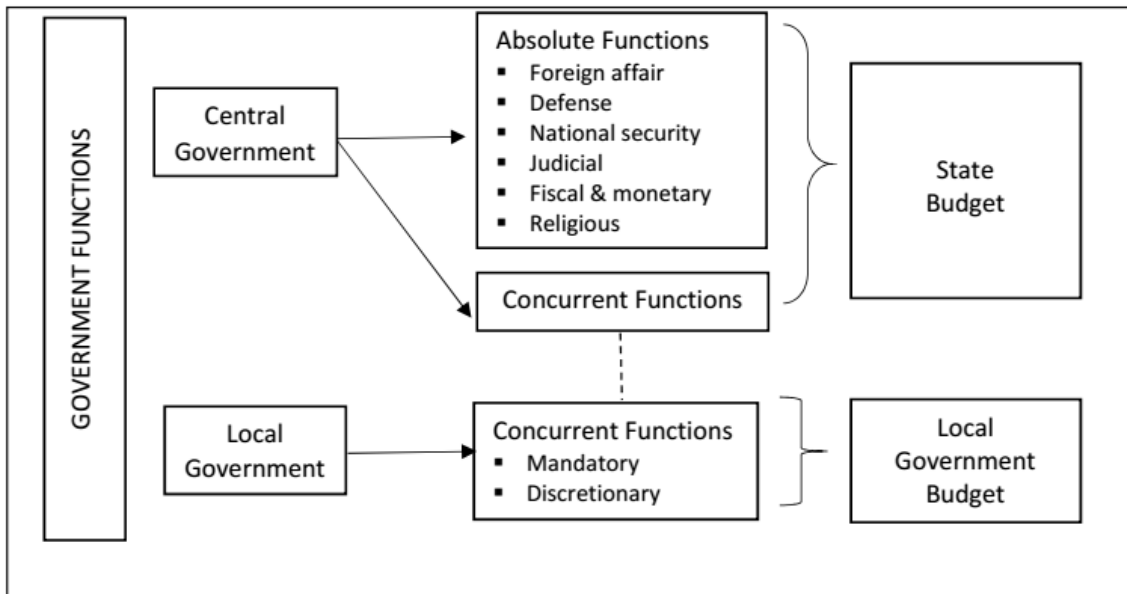 GOVERNMENT FUNCTIONS
Central
Government
Absolute Functions
▪ Foreign affair
▪ Defense
▪ National security
▪ Judicial
▪ Fiscal & monetary
▪ Religious
State
Budget
Concurrent Functions
Local
Government
Concurrent Functions
▪ Mandatory
▪ Discretionary
Local
Government
Budget